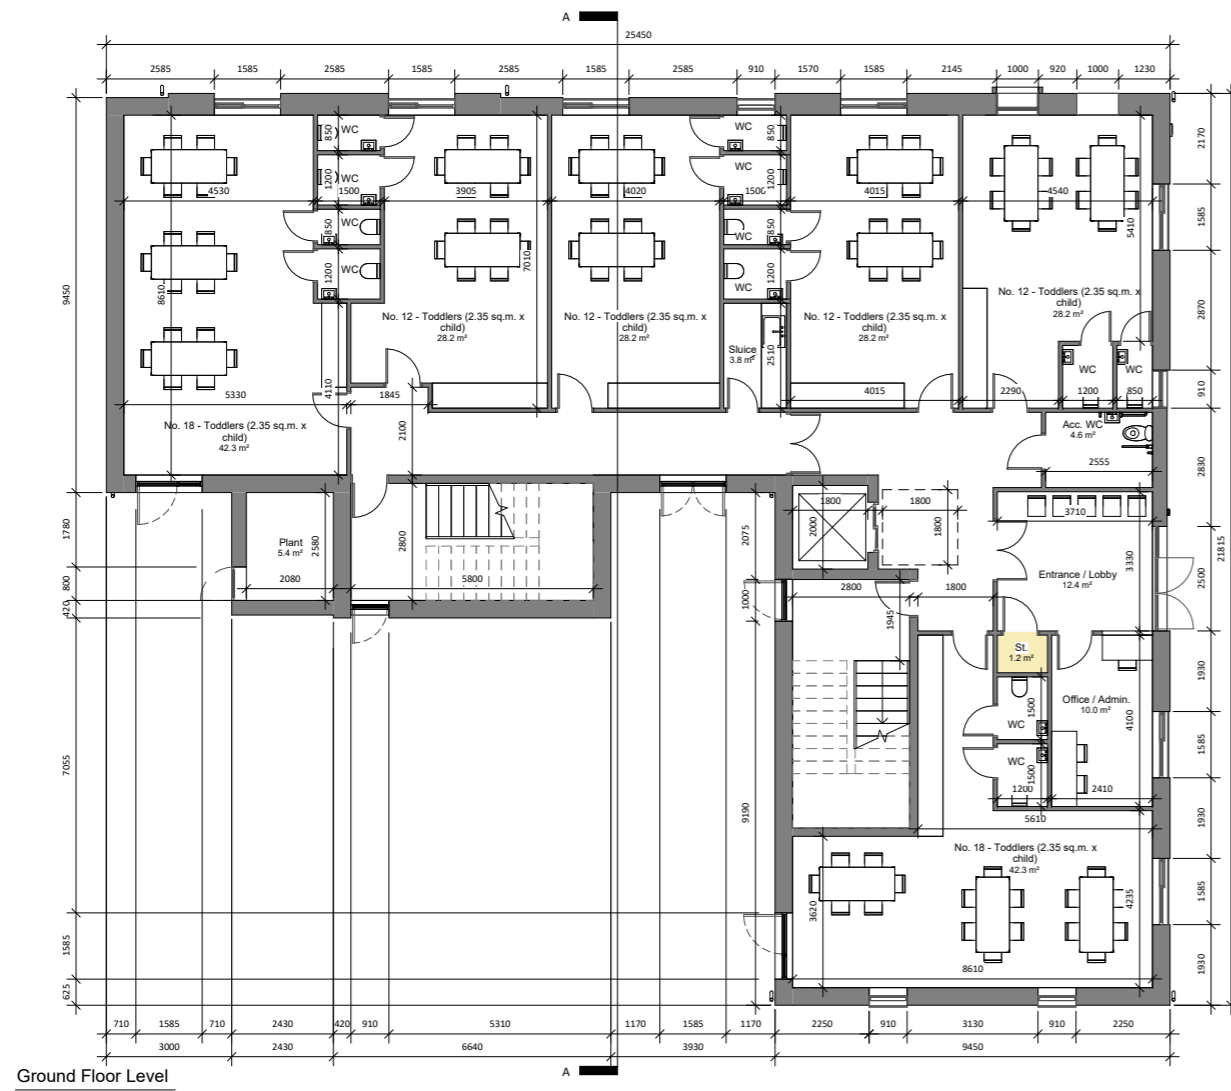 A
25450
2585 1585 2585 1585 2585 1585 2585 910 1570 1585 2145 1000 920 1000 1230
9450
1780
800
420
7055
1585
625
2170
1585
2870
910
2830
2500
1930
1585
1930
1585
1930
21815
850 WC
1200 WC
1500
850 WC
1200 WC
WC 850
WC 1200
1500
850 WC
1200 WC
4530
3905
4020
4015
4540
8610
7010
5410
No. 12 - Toddlers (2.35 sq.m. x
child)
28.2 m²
No. 12 - Toddlers (2.35 sq.m. x
child)
28.2 m²
No. 12 - Toddlers (2.35 sq.m. x
child)
28.2 m²
No. 12 - Toddlers (2.35 sq.m. x
child)
28.2 m²
Sluice
3.8 m²
2510
WC
WC
5330
4110
1845
4015
2290
1200
850
No. 18 - Toddlers (2.35 sq.m. x
child)
42.3 m²
2100
Acc. WC
4.6 m²
2555
Plant
5.4 m²
2580
2080
2800
5800
2075
1000
9190
1800
2000
1800
1800
3710
3330
Entrance / Lobby
12.4 m²
2800
1800
1945
St.
1.2 m²
WC
1500
WC
1500
1200
Office / Admin.
10.0 m²
4100
2410
5610
No. 18 - Toddlers (2.35 sq.m. x
child)
42.3 m²
3620
4235
8610
710 1585 710 2430 420 910 5310 1170 1585 1170 2250 910 3130 910 2250
3000 2430 6640 3930 9450
A
Ground Floor Level